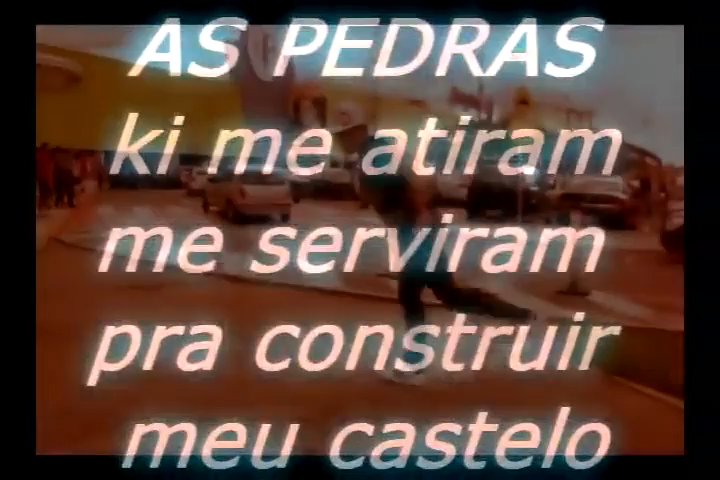 AS PEDRAS
ki me atiram
me serviram
pra construir
meu castelo